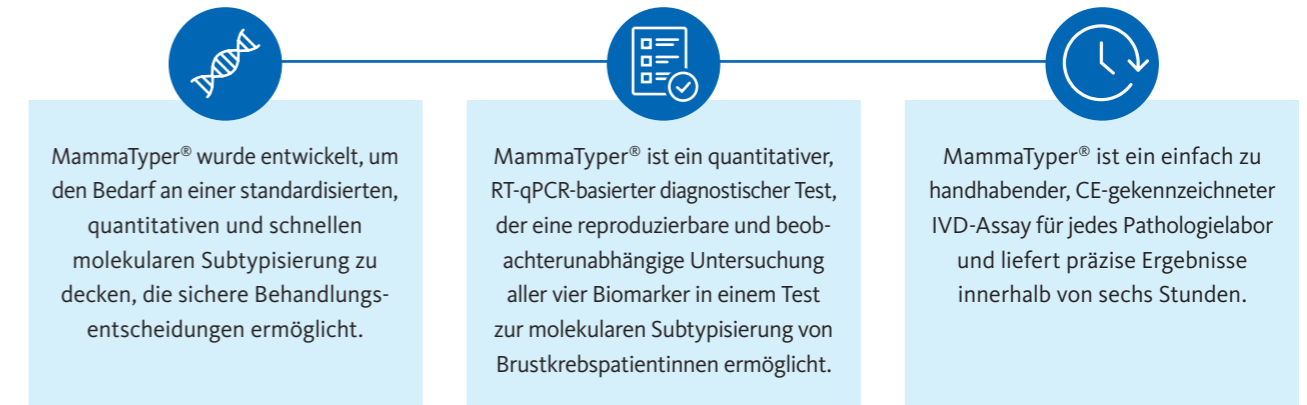 MammaTyper® wurde entwickelt, um
den Bedarf an einer standardisierten,
quantitativen und schnellen
molekularen Subtypisierung zu
decken, die sichere Behandlungs-
entscheidungen ermöglicht.
MammaTyper® ist ein quantitativer,
RT-qPCR-basierter diagnostischer Test,
der eine reproduzierbare und beob-
achterunabhängige Untersuchung
aller vier Biomarker in einem Test
zur molekularen Subtypisierung von
Brustkrebspatientinnen ermöglicht.
MammaTyper® ist ein einfach zu
handhabender, CE-gekennzeichneter
IVD-Assay für jedes Pathologielabor
und liefert präzise Ergebnisse
innerhalb von sechs Stunden.